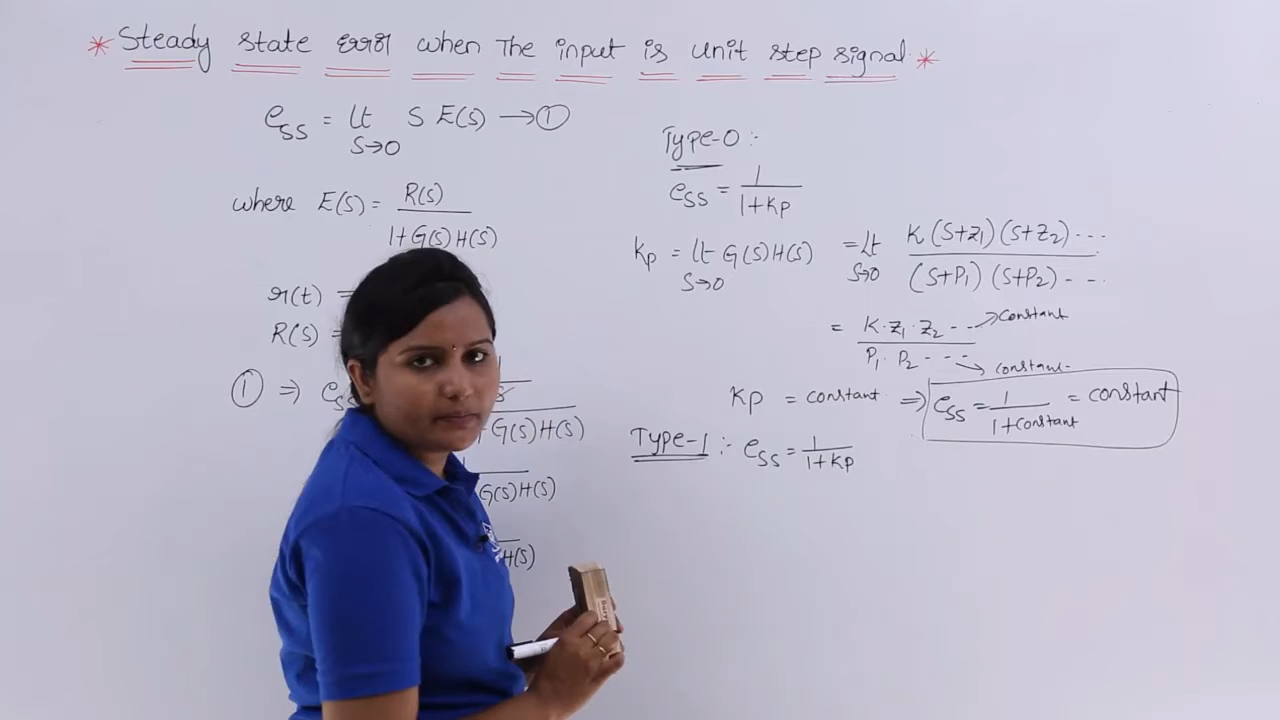 * Steady state error when The input is unit step signal *
ess = lt S→0 S E(S) → ①
where E(S) = R(S) / 1+G(S)H(S)
r(t) =
R(S) =
① ⇒ ess
G(S)H(S)
G(S)H(S)
H(S)
Type-0 :-
ess = 1 / 1+Kp
Kp = lt S→0 G(S)H(S) = lt S→0 K(S+Z1)(S+Z2)... / (S+P1)(S+P2)- - -
= K·Z1·Z2 - - - → constant / P1·P2 - - - → constant
Kp = constant ⇒ ess = 1 / 1+constant = constant
Type-1 :- ess = 1 / 1+Kp